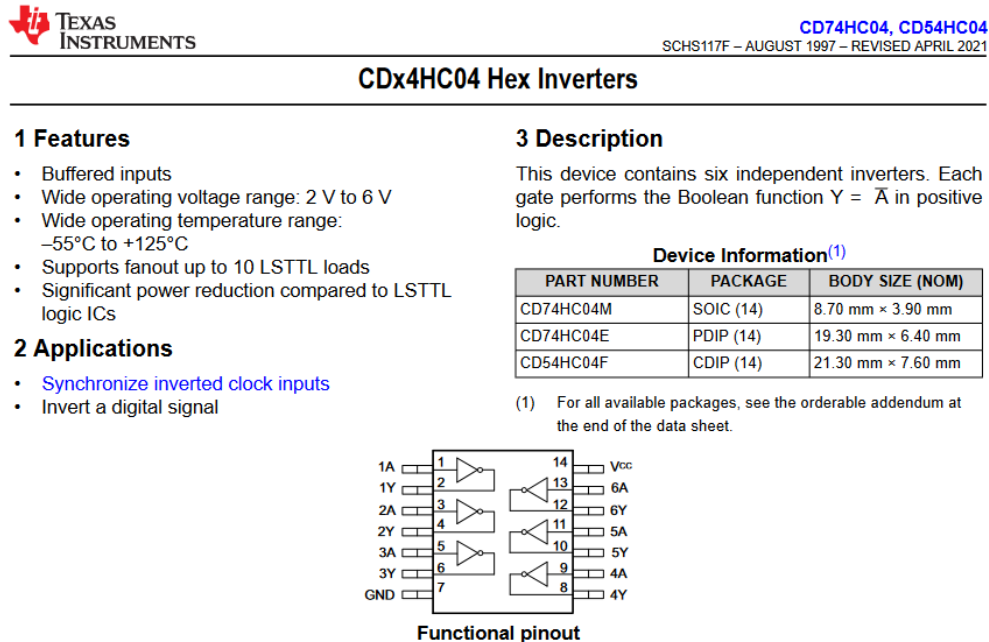 TEXAS
INSTRUMENTS
CD74HC04, CD54HC04
SCHS117F – AUGUST 1997 – REVISED APRIL 2021
CDx4HC04 Hex Inverters
1 Features
• Buffered inputs
• Wide operating voltage range: 2 V to 6 V
• Wide operating temperature range:
–55°C to +125°C
• Supports fanout up to 10 LSTTL loads
• Significant power reduction compared to LSTTL
logic ICs
2 Applications
• Synchronize inverted clock inputs
• Invert a digital signal
3 Description
This device contains six independent inverters. Each
gate performs the Boolean function Y = A̅ in positive
logic.
Device Information(1)
PART NUMBER PACKAGE BODY SIZE (NOM)
CD74HC04M SOIC (14) 8.70 mm × 3.90 mm
CD74HC04E PDIP (14) 19.30 mm × 6.40 mm
CD54HC04F CDIP (14) 21.30 mm × 7.60 mm
(1) For all available packages, see the orderable addendum at
the end of the data sheet.
1A 1 14 VCC
1Y 2 13 6A
2A 3 12 6Y
2Y 4 11 5A
3A 5 10 5Y
3Y 6 9 4A
GND 7 8 4Y
Functional pinout